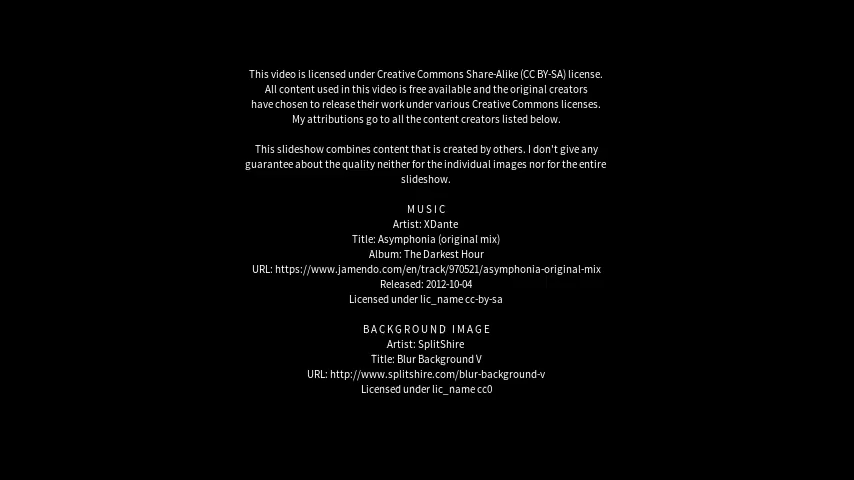 This video is licensed under Creative Commons Share-Alike (CC BY-SA) license.
All content used in this video is free available and the original creators
have chosen to release their work under various Creative Commons licenses.
My attributions go to all the content creators listed below.
This slideshow combines content that is created by others. I don't give any
guarantee about the quality neither for the individual images nor for the entire
slideshow.
MUSIC
Artist: XDante
Title: Asymphonia (original mix)
Album: The Darkest Hour
URL: https://www.jamendo.com/en/track/970521/asymphonia-original-mix
Released: 2012-10-04
Licensed under lic_name cc-by-sa
BACKGROUND IMAGE
Artist: SplitShire
Title: Blur Background V
URL: http://www.splitshire.com/blur-background-v
Licensed under lic_name cc0